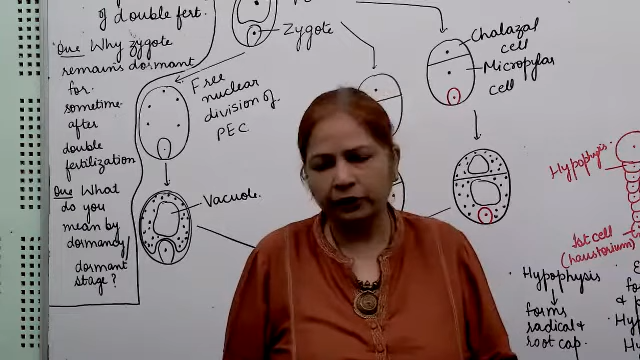 of double fert.
Que Why zygote
remains dormant
for
sometime
after
double
fertilization
Que What
do you
mean by
dormancy/
dormant
stage?
Zygote
Free
nuclear
division of
PEC
Vacuole.
Chalazal
cell
Micropylar
cell
Hypophysis
1st cell
(haustorium)
• Hypophysis
forms
radical &
root cap.